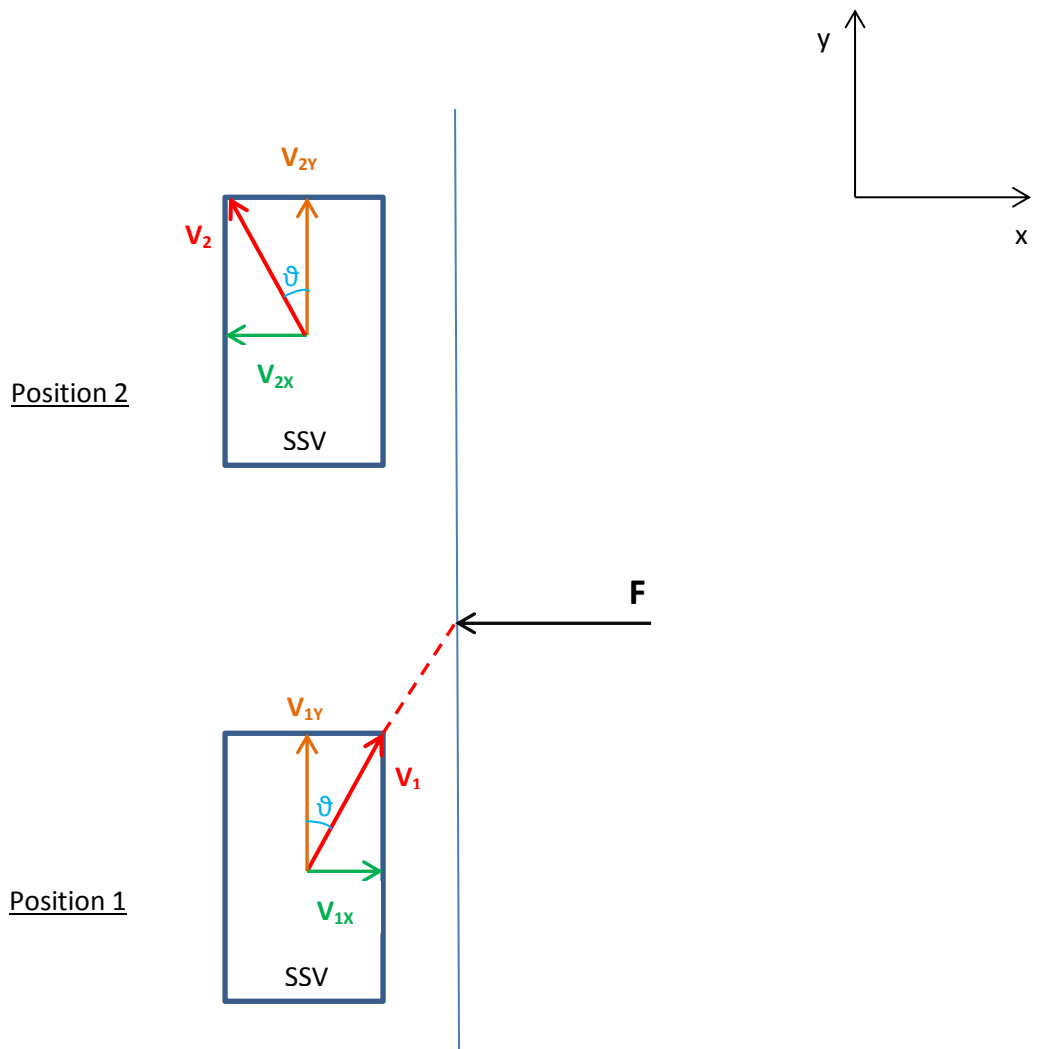 y
x
V2Y
V2
ϑ
V2X
Position 2
SSV
F
V1Y
V1
ϑ
Position 1
V1X
SSV